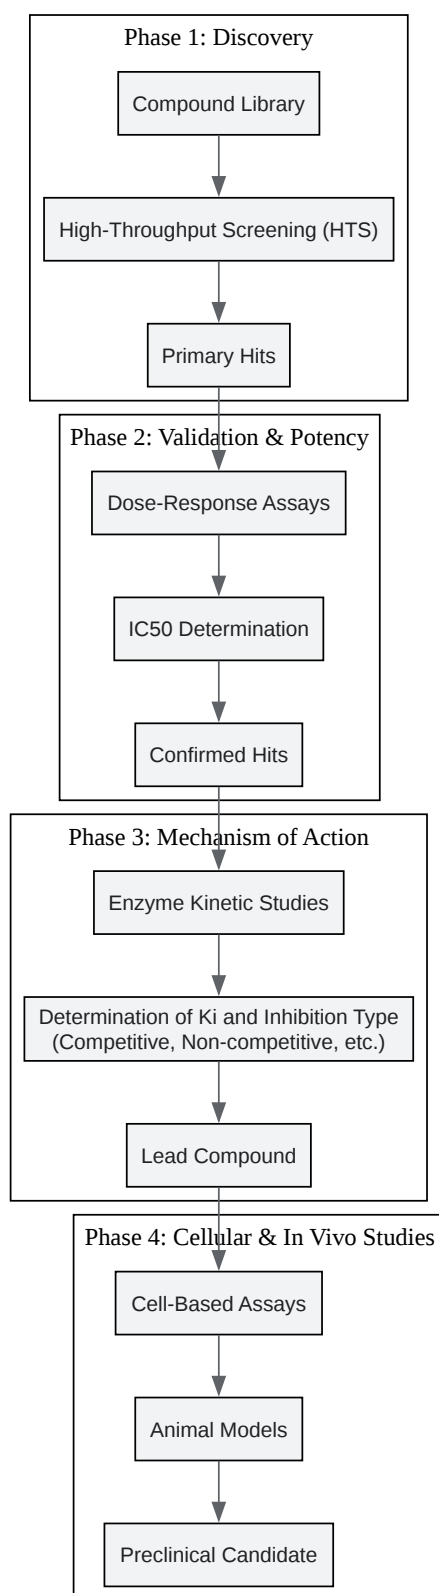 Phase 1: Discovery
Compound Library
High-Throughput Screening (HTS)
Primary Hits
Phase 2: Validation & Potency
Dose-Response Assays
IC50 Determination
Confirmed Hits
Phase 3: Mechanism of Action
Enzyme Kinetic Studies
Determination of Ki and Inhibition Type
(Competitive, Non-competitive, etc.)
Lead Compound
Phase 4: Cellular & In Vivo Studies
Cell-Based Assays
Animal Models
Preclinical Candidate